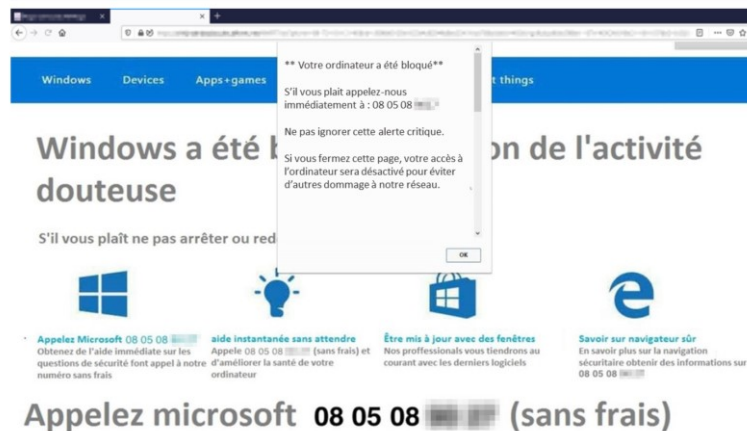 Windows Devices Apps+games t things
** Votre ordinateur a été bloqué**
S'il vous plait appelez-nous
immédiatement à : 08 05 08
Ne pas ignorer cette alerte critique.
Si vous fermez cette page, votre accès à
l'ordinateur sera désactivé pour éviter
d'autres dommage à notre réseau.
OK
Windows a été b on de l'activité
douteuse
S'il vous plaît ne pas arrêter ou red
Appelez Microsoft 08 05 08
Obtenez de l'aide immédiate sur les
questions de sécurité font appel à notre
numéro sans frais
aide instantanée sans attendre
Appele 08 05 08 (sans frais) et
d'améliorer la santé de votre
ordinateur
Être mis à jour avec des fenêtres
Nos proffessionals vous tiendrons au
courant avec les derniers logiciels
Savoir sur navigateur sûr
En savoir plus sur la navigation
sécuritaire obtenir des informations sur
08 05 08
Appelez microsoft 08 05 08 (sans frais)